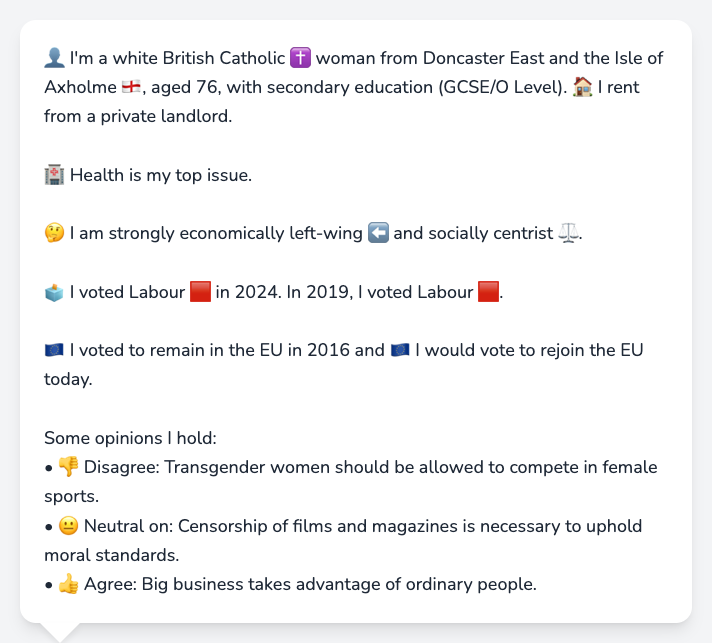 👤 I'm a white British Catholic ✝️ woman from Doncaster East and the Isle of
Axholme 🏴󠁧󠁢󠁥󠁮󠁧󠁿, aged 76, with secondary education (GCSE/O Level). 🏠 I rent
from a private landlord.
🏥 Health is my top issue.
🤔 I am strongly economically left-wing ⬅️ and socially centrist ⚖️.
🗳️ I voted Labour 🟥 in 2024. In 2019, I voted Labour 🟥.
🇪🇺 I voted to remain in the EU in 2016 and 🇪🇺 I would vote to rejoin the EU
today.
Some opinions I hold:
• 👎 Disagree: Transgender women should be allowed to compete in female
sports.
• 😐 Neutral on: Censorship of films and magazines is necessary to uphold
moral standards.
• 👍 Agree: Big business takes advantage of ordinary people.